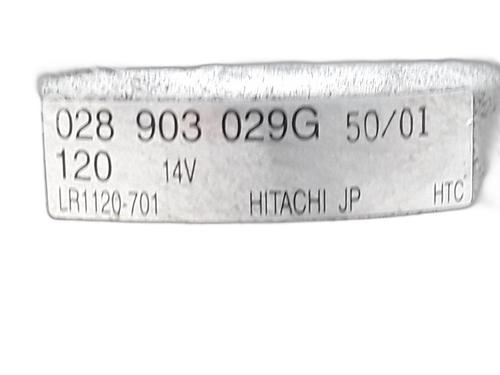 028 903 029G 50/01
120 14V
LR1120-701 HITACHI JP HTC